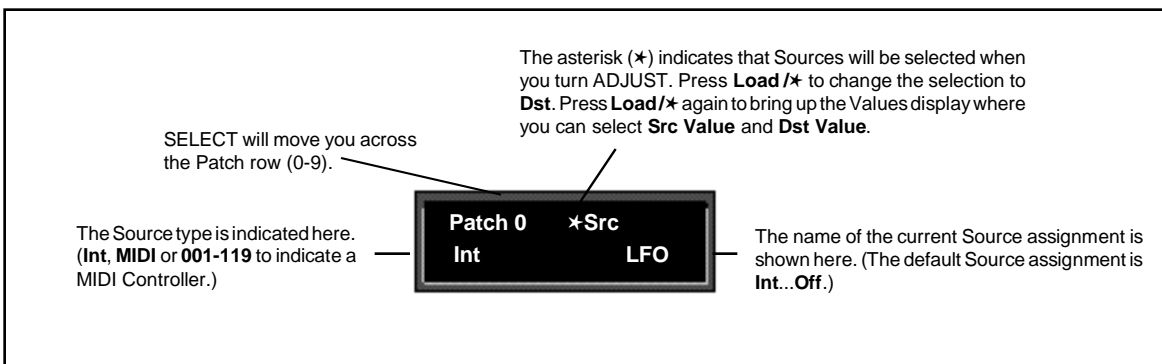 The asterisk (✶) indicates that Sources will be selected when
you turn ADJUST. Press Load /✶ to change the selection to
Dst. Press Load/✶ again to bring up the Values display where
you can select Src Value and Dst Value.
SELECT will move you across
the Patch row (0-9).
The Source type is indicated here.
(Int, MIDI or 001-119 to indicate a
MIDI Controller.)
Patch 0 ✶Src
Int LFO
The name of the current Source assignment is
shown here. (The default Source assignment is
Int...Off.)